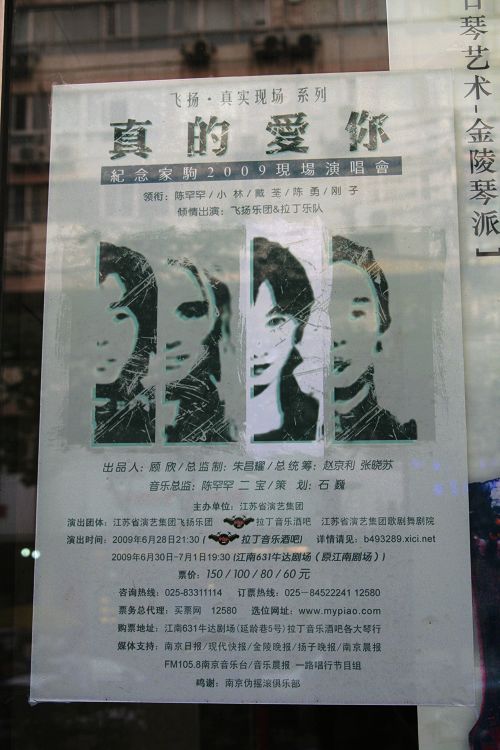 飞扬·真实现场 系列
真的愛你
紀念家駒2009現場演唱會
领衔：陈罕罕/小 林/戴 荃/陈 勇/刚 子
倾情出演：飞扬乐团&拉丁乐队
出品人：顾 欣/总监制：朱昌耀/总统筹：赵京利 张晓苏
音乐总监：陈罕罕 二 宝/策 划：石 巍
主办单位：江苏省演艺集团
演出团体：江苏省演艺集团飞扬乐团 拉丁音乐酒吧 江苏省演艺集团歌剧舞剧院
演出时间：2009年6月28日21:30（拉丁音乐酒吧） 详情请见：b493289.xici.net
2009年6月30日-7月1日19:30（江南631牛达剧场（原江南剧场））
票价：150/100/80/60元
咨询热线：025-83311114 订票热线：025-84522241 12580
票务总代理：买票网 12580 选位网址：www.mypiao.com
购票地址：江南631牛达剧场(延龄巷5号)拉丁音乐酒吧各大琴行
媒体支持：南京日报/现代快报/金陵晚报/扬子晚报/南京晨报
FM105.8南京音乐台/音乐晨报 一路唱行节目组
鸣谢：南京伪摇滚俱乐部
琴艺术-金陵琴派』